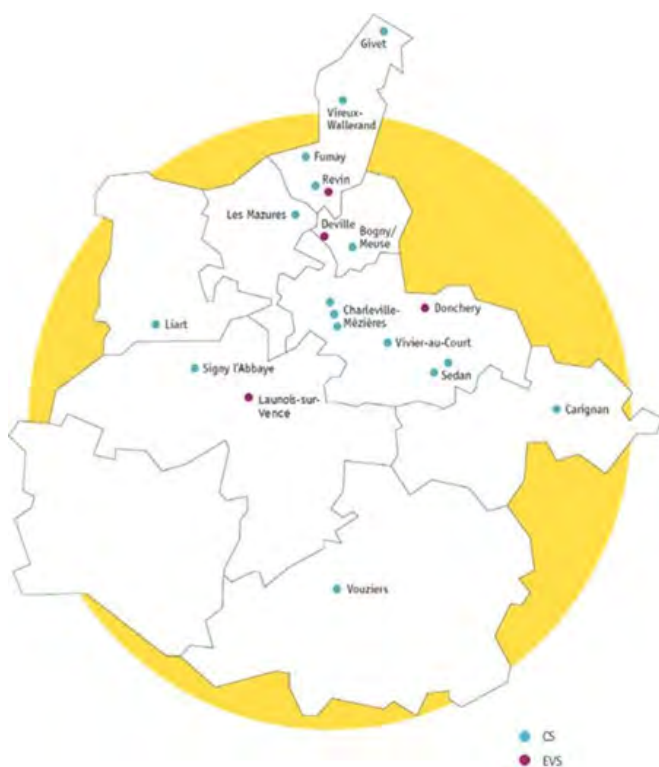 Givet
Vireux-
Wallerand
Fumay
Revin
Les Mazures
Deville
Bogny/
Meuse
Donchery
Charleville-
Mézières
Liart
Vivier-au-Court
Signy l'Abbaye
Sedan
Launois-sur-
Vence
Carignan
Vouziers
CS
EVS